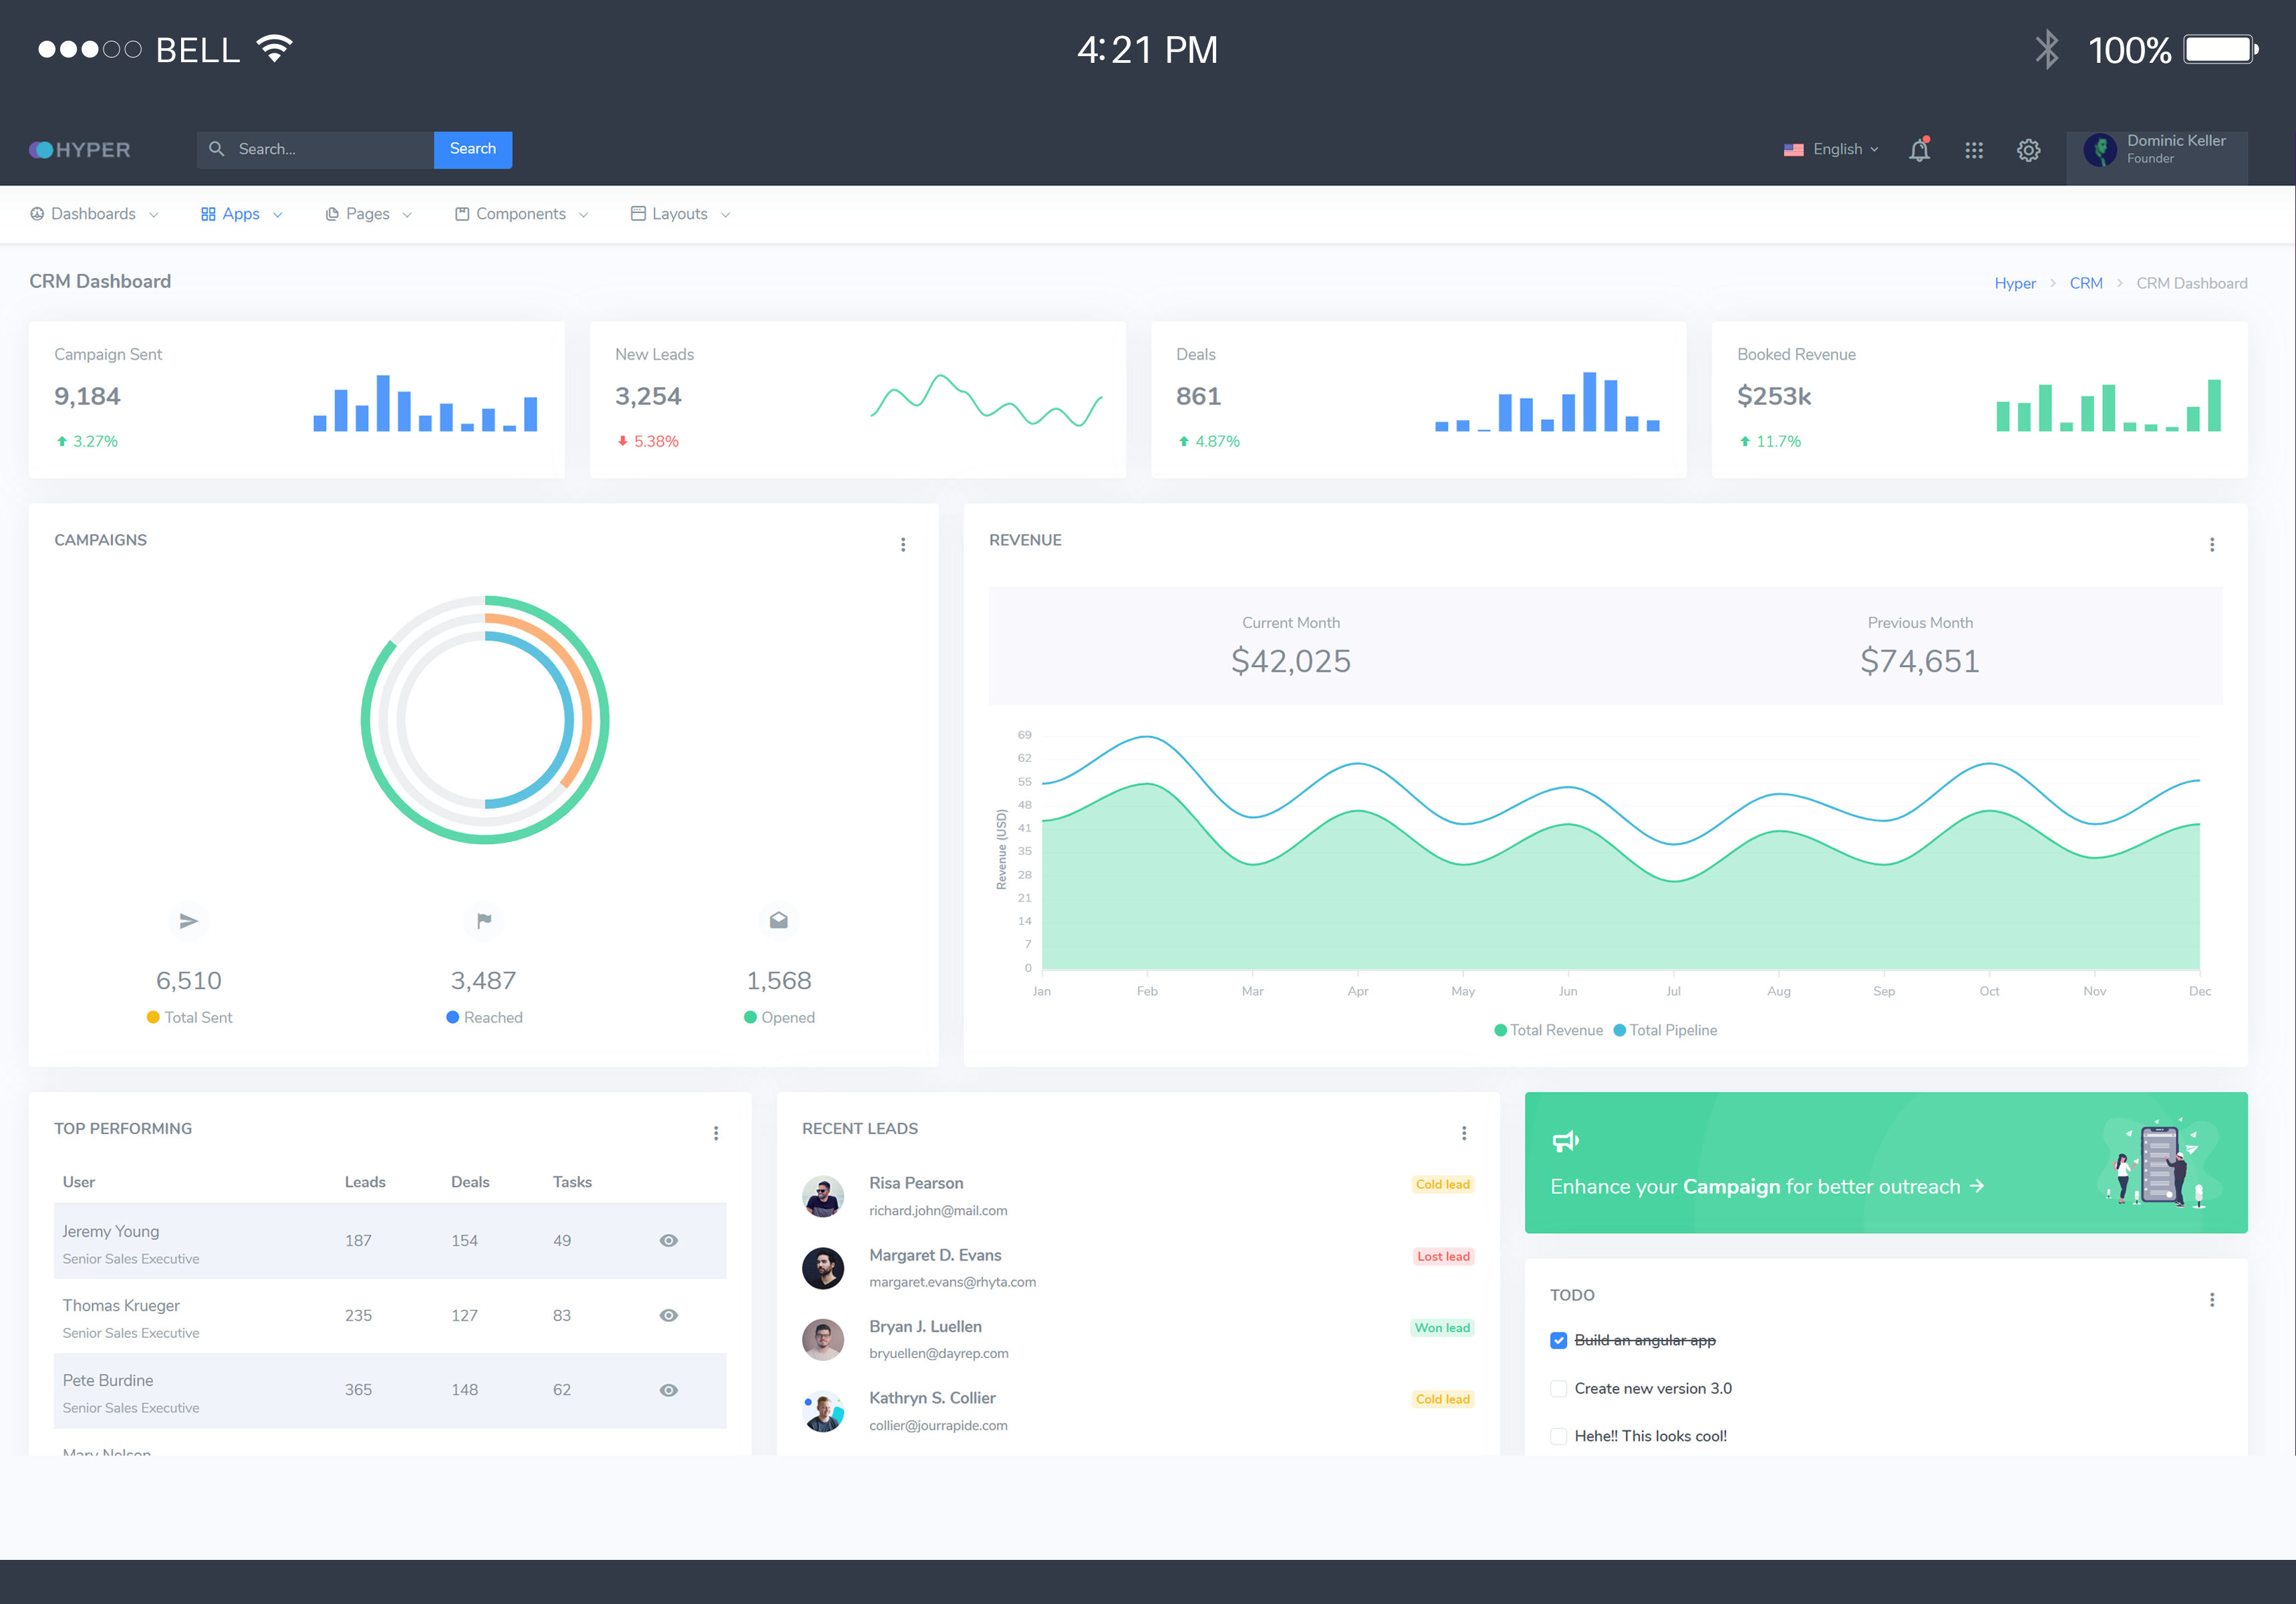 BELL 4:21 PM 100%
HYPER Search... Search English Dominic Keller
Founder
Dashboards Apps Pages Components Layouts
CRM Dashboard Hyper > CRM > CRM Dashboard
Campaign Sent
9,184
3.27%
New Leads
3,254
5.38%
Deals
861
4.87%
Booked Revenue
$253k
11.7%
CAMPAIGNS
6,510
Total Sent
3,487
Reached
1,568
Opened
REVENUE
Current Month
$42,025
Previous Month
$74,651
Revenue (USD)
69
62
55
48
41
35
28
21
14
7
0
Jan Feb Mar Apr May Jun Jul Aug Sep Oct Nov Dec
Total Revenue Total Pipeline
TOP PERFORMING
User Leads Deals Tasks
Jeremy Young
Senior Sales Executive
187 154 49
Thomas Krueger
Senior Sales Executive
235 127 83
Pete Burdine
Senior Sales Executive
365 148 62
Mary Nelson
RECENT LEADS
Risa Pearson
richard.john@mail.com
Cold lead
Margaret D. Evans
margaret.evans@rhyta.com
Lost lead
Bryan J. Luellen
bryuellen@dayrep.com
Won lead
Kathryn S. Collier
collier@jourrapide.com
Cold lead
Enhance your Campaign for better outreach →
TODO
Build an angular app
Create new version 3.0
Hehe!! This looks cool!